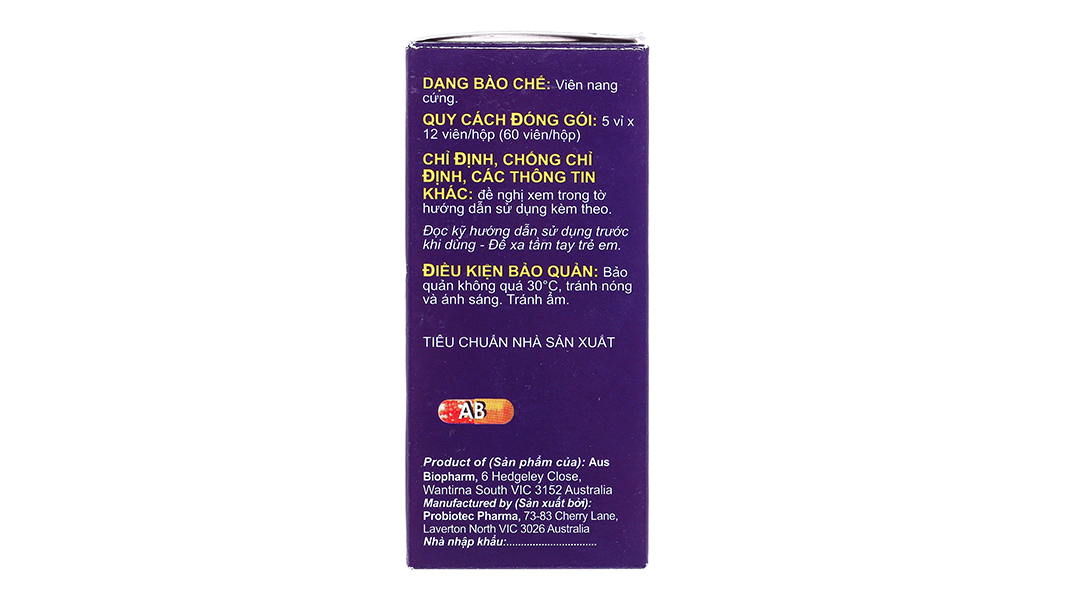 DẠNG BÀO CHẾ: Viên nang
cứng.
QUY CÁCH ĐÓNG GÓI: 5 vỉ x
12 viên/hộp (60 viên/hộp)
CHỈ ĐỊNH, CHỐNG CHỈ
ĐỊNH, CÁC THÔNG TIN
KHÁC: đề nghị xem trong tờ
hướng dẫn sử dụng kèm theo.
Đọc kỹ hướng dẫn sử dụng trước
khi dùng - Để xa tầm tay trẻ em.
ĐIỀU KIỆN BẢO QUẢN: Bảo
quản không quá 30°C, tránh nóng
và ánh sáng. Tránh ẩm.
TIÊU CHUẨN NHÀ SẢN XUẤT
AB
Product of (Sản phẩm của): Aus
Biopharm, 6 Hedgeley Close,
Wantirna South VIC 3152 Australia
Manufactured by (Sản xuất bởi):
Probiotec Pharma, 73-83 Cherry Lane,
Laverton North VIC 3026 Australia
Nhà nhập khẩu:..............................